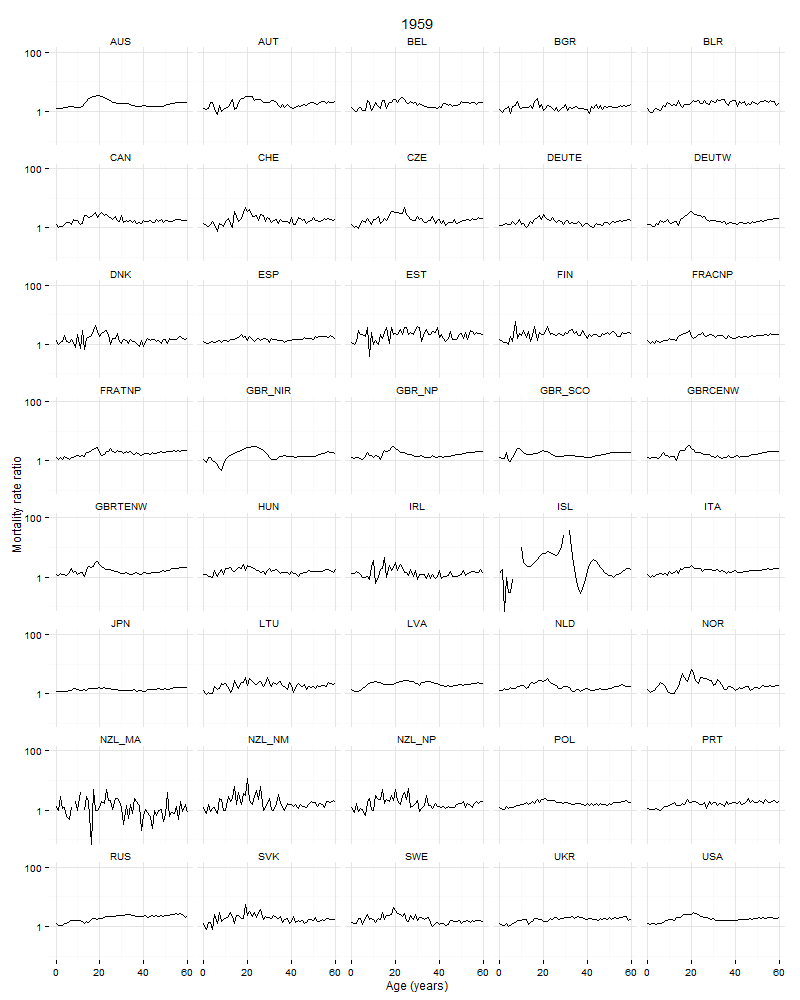 1959
AUS AUT BEL BGR BLR
100
1
CAN CHE CZE DEUTE DEUTW
100
1
DNK ESP EST FIN FRACNP
100
1
FRATNP GBR_NIR GBR_NP GBR_SCO GBRCENW
100
1
Mortality rate ratio
GBRTENW HUN IRL ISL ITA
100
1
JPN LTU LVA NLD NOR
100
1
NZL_MA NZL_NM NZL_NP POL PRT
100
1
RUS SVK SWE UKR USA
100
1
0 20 40 60 0 20 40 60 0 20 40 60 0 20 40 60 0 20 40 60
Age (years)